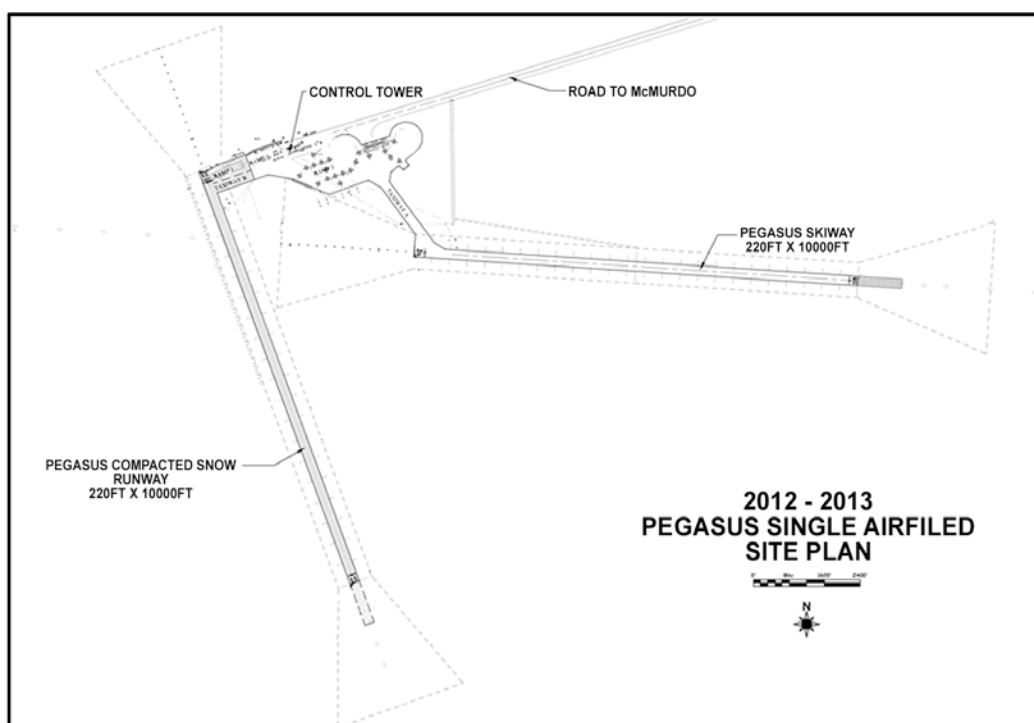 CONTROL TOWER
ROAD TO McMURDO
PEGASUS SKIWAY
220FT X 10000FT
PEGASUS COMPACTED SNOW
RUNWAY
220FT X 10000FT
2012 - 2013
PEGASUS SINGLE AIRFILED
SITE PLAN
N